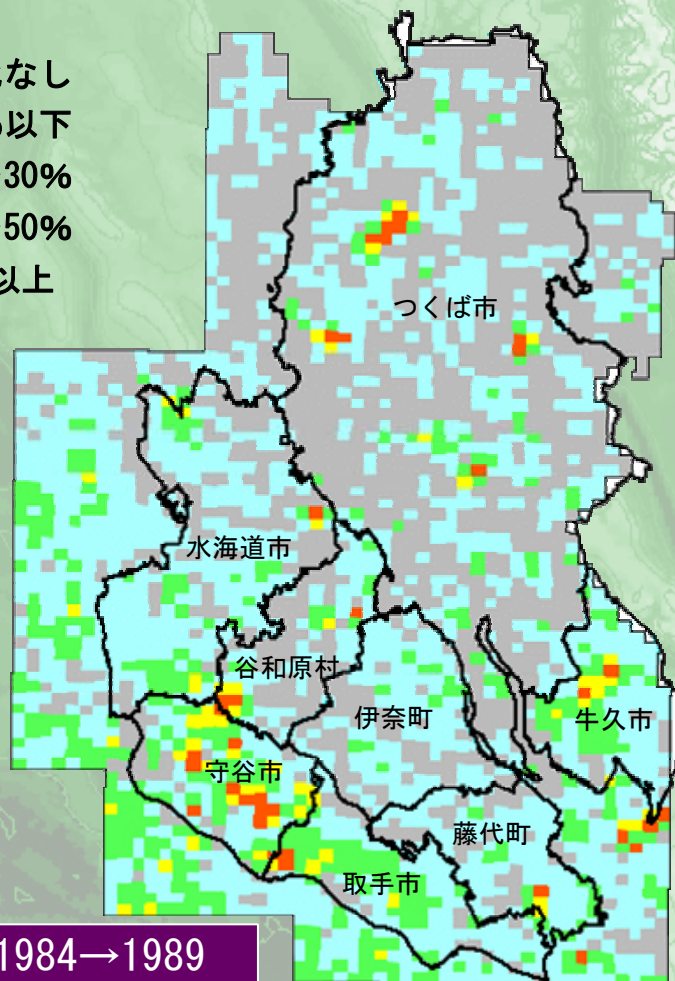 なし
以下
30%
50%
以上
つくば市
水海道市
谷和原村
伊奈町
牛久市
守谷市
藤代町
取手市
1984→1989